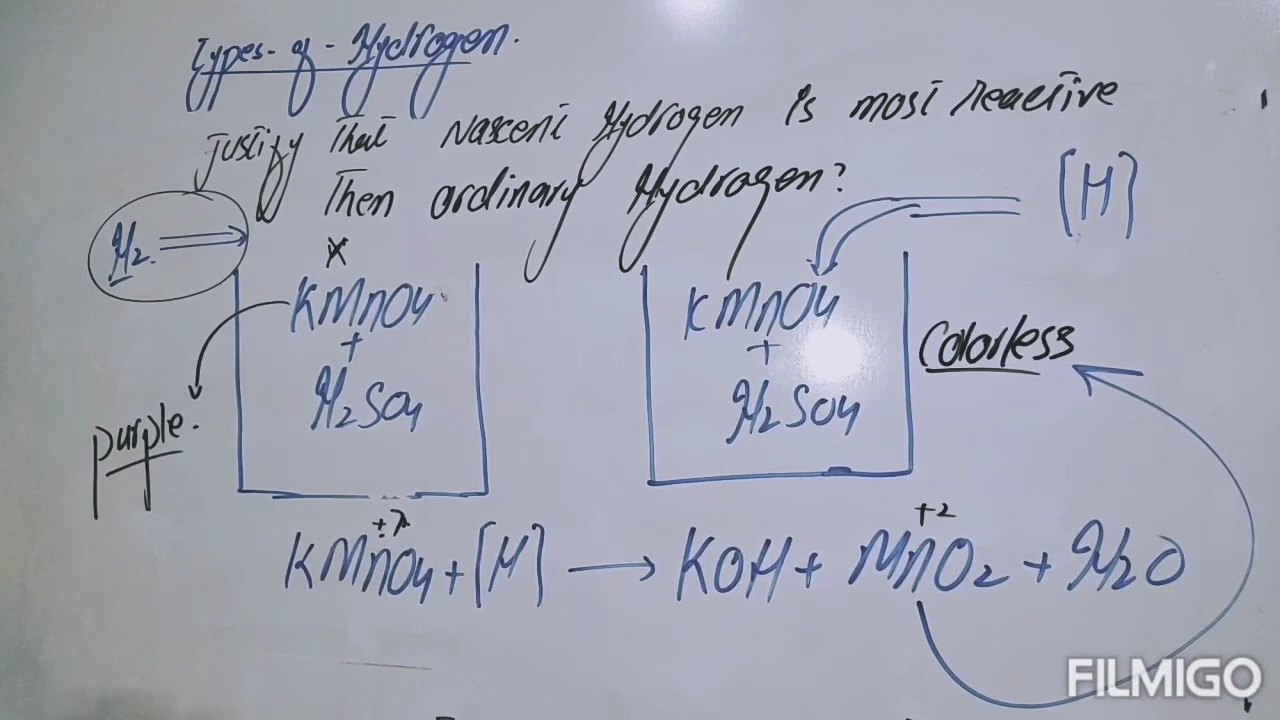 Types-of-Hydrogen.
Justify That Nascent Hydrogen is most reactive
Then ordinary Hydrogen?
[H]
H2.
x
KMnO4
+
H2SO4
KMnO4
+
H2SO4
Colorless
purple.
+7
+2
KMnO4 + [H] → KOH + MnO2 + H2O
FILMIGO